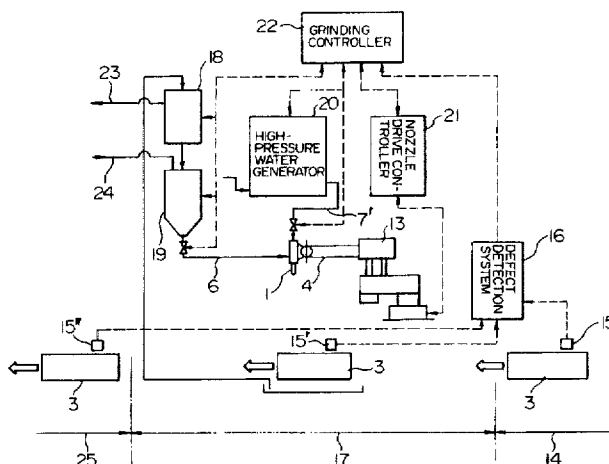 22
GRINDING
CONTROLLER
23
18
20
21
HIGH-
PRESSURE
WATER
GENERATOR
NOZZLE
DRIVE CON-
TROLLER
24
19
7'
13
16
DEFECT
DETECTION
SYSTEM
6
1
4
15"
15'
15
3
3
3
25
17
14